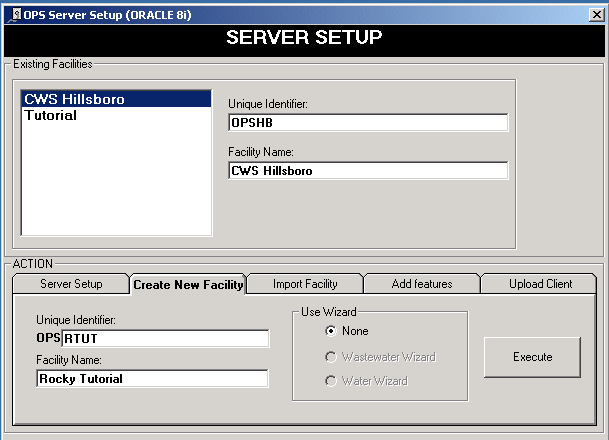 OPS Server Setup (ORACLE 8i)
SERVER SETUP
Existing Facilities
CWS Hillsboro
Tutorial
Unique Identifier:
OPSHB
Facility Name:
CWS Hillsboro
ACTION
Server Setup Create New Facility Import Facility Add features Upload Client
Unique Identifier:
OPS RTUT
Facility Name:
Rocky Tutorial
Use Wizard
None
Wastewater Wizard
Water Wizard
Execute